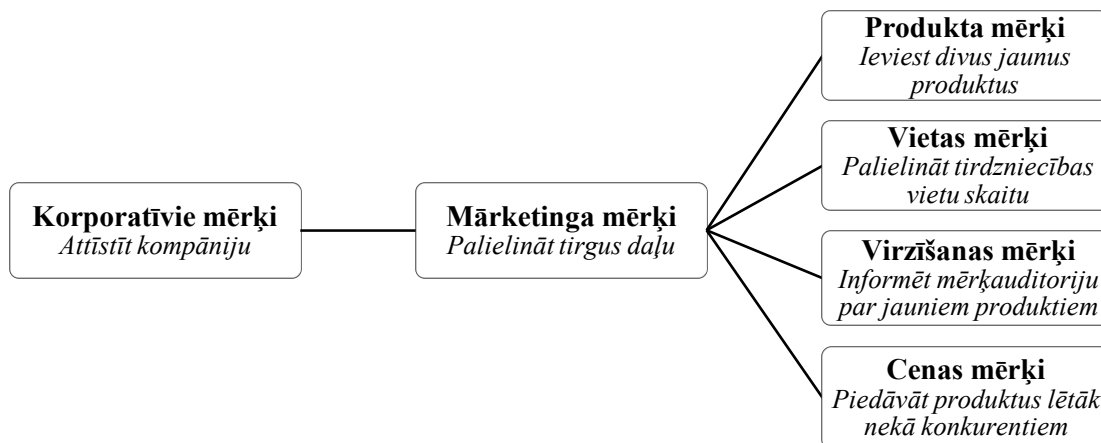 Produkta mērķi
Ieviest divus jaunus
produktus
Vietas mērķi
Palielināt tirdzniecības
vietu skaitu
Korporatīvie mērķi
Attīstīt kompāniju
Mārketinga mērķi
Palielināt tirgus daļu
Virzīšanas mērķi
Informēt mērķauditoriju
par jauniem produktiem
Cenas mērķi
Piedāvāt produktus lētāk
nekā konkurentiem